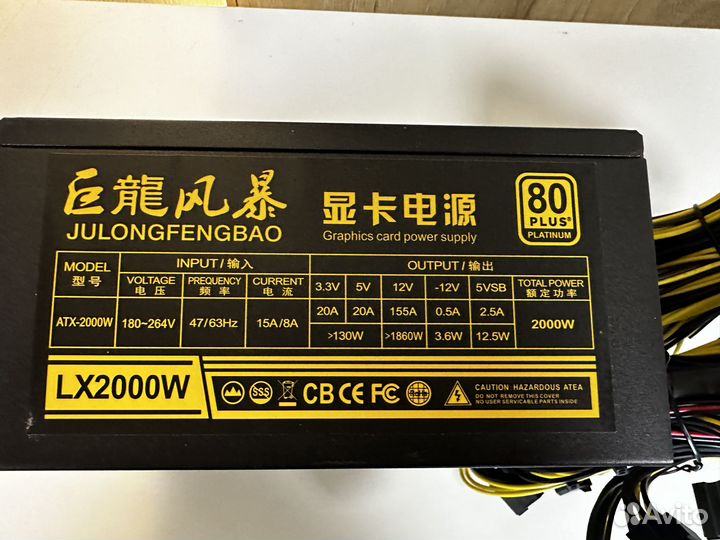 巨龍风暴
JULONGFENGBAO
显卡电源
Graphics card power supply
80
PLUS®
PLATINUM
MODEL
型号
INPUT/输入
OUTPUT/输出
VOLTAGE
电压
PREQUENCY
频率
CURRENT
电流
3.3V 5V 12V -12V 5VSB
TOTAL POWER
额定功率
ATX-2000W 180~264V 47/63Hz 15A/8A
20A 20A 155A 0.5A 2.5A
2000W
>130W >1860W 3.6W 12.5W
LX2000W
SSS
CB CE FC
CAUTION HAZARDOUS ATEA
DO NOT REMOVE THIS COVER
NO USER SERVICABLE PARTS INSIDE
Avito